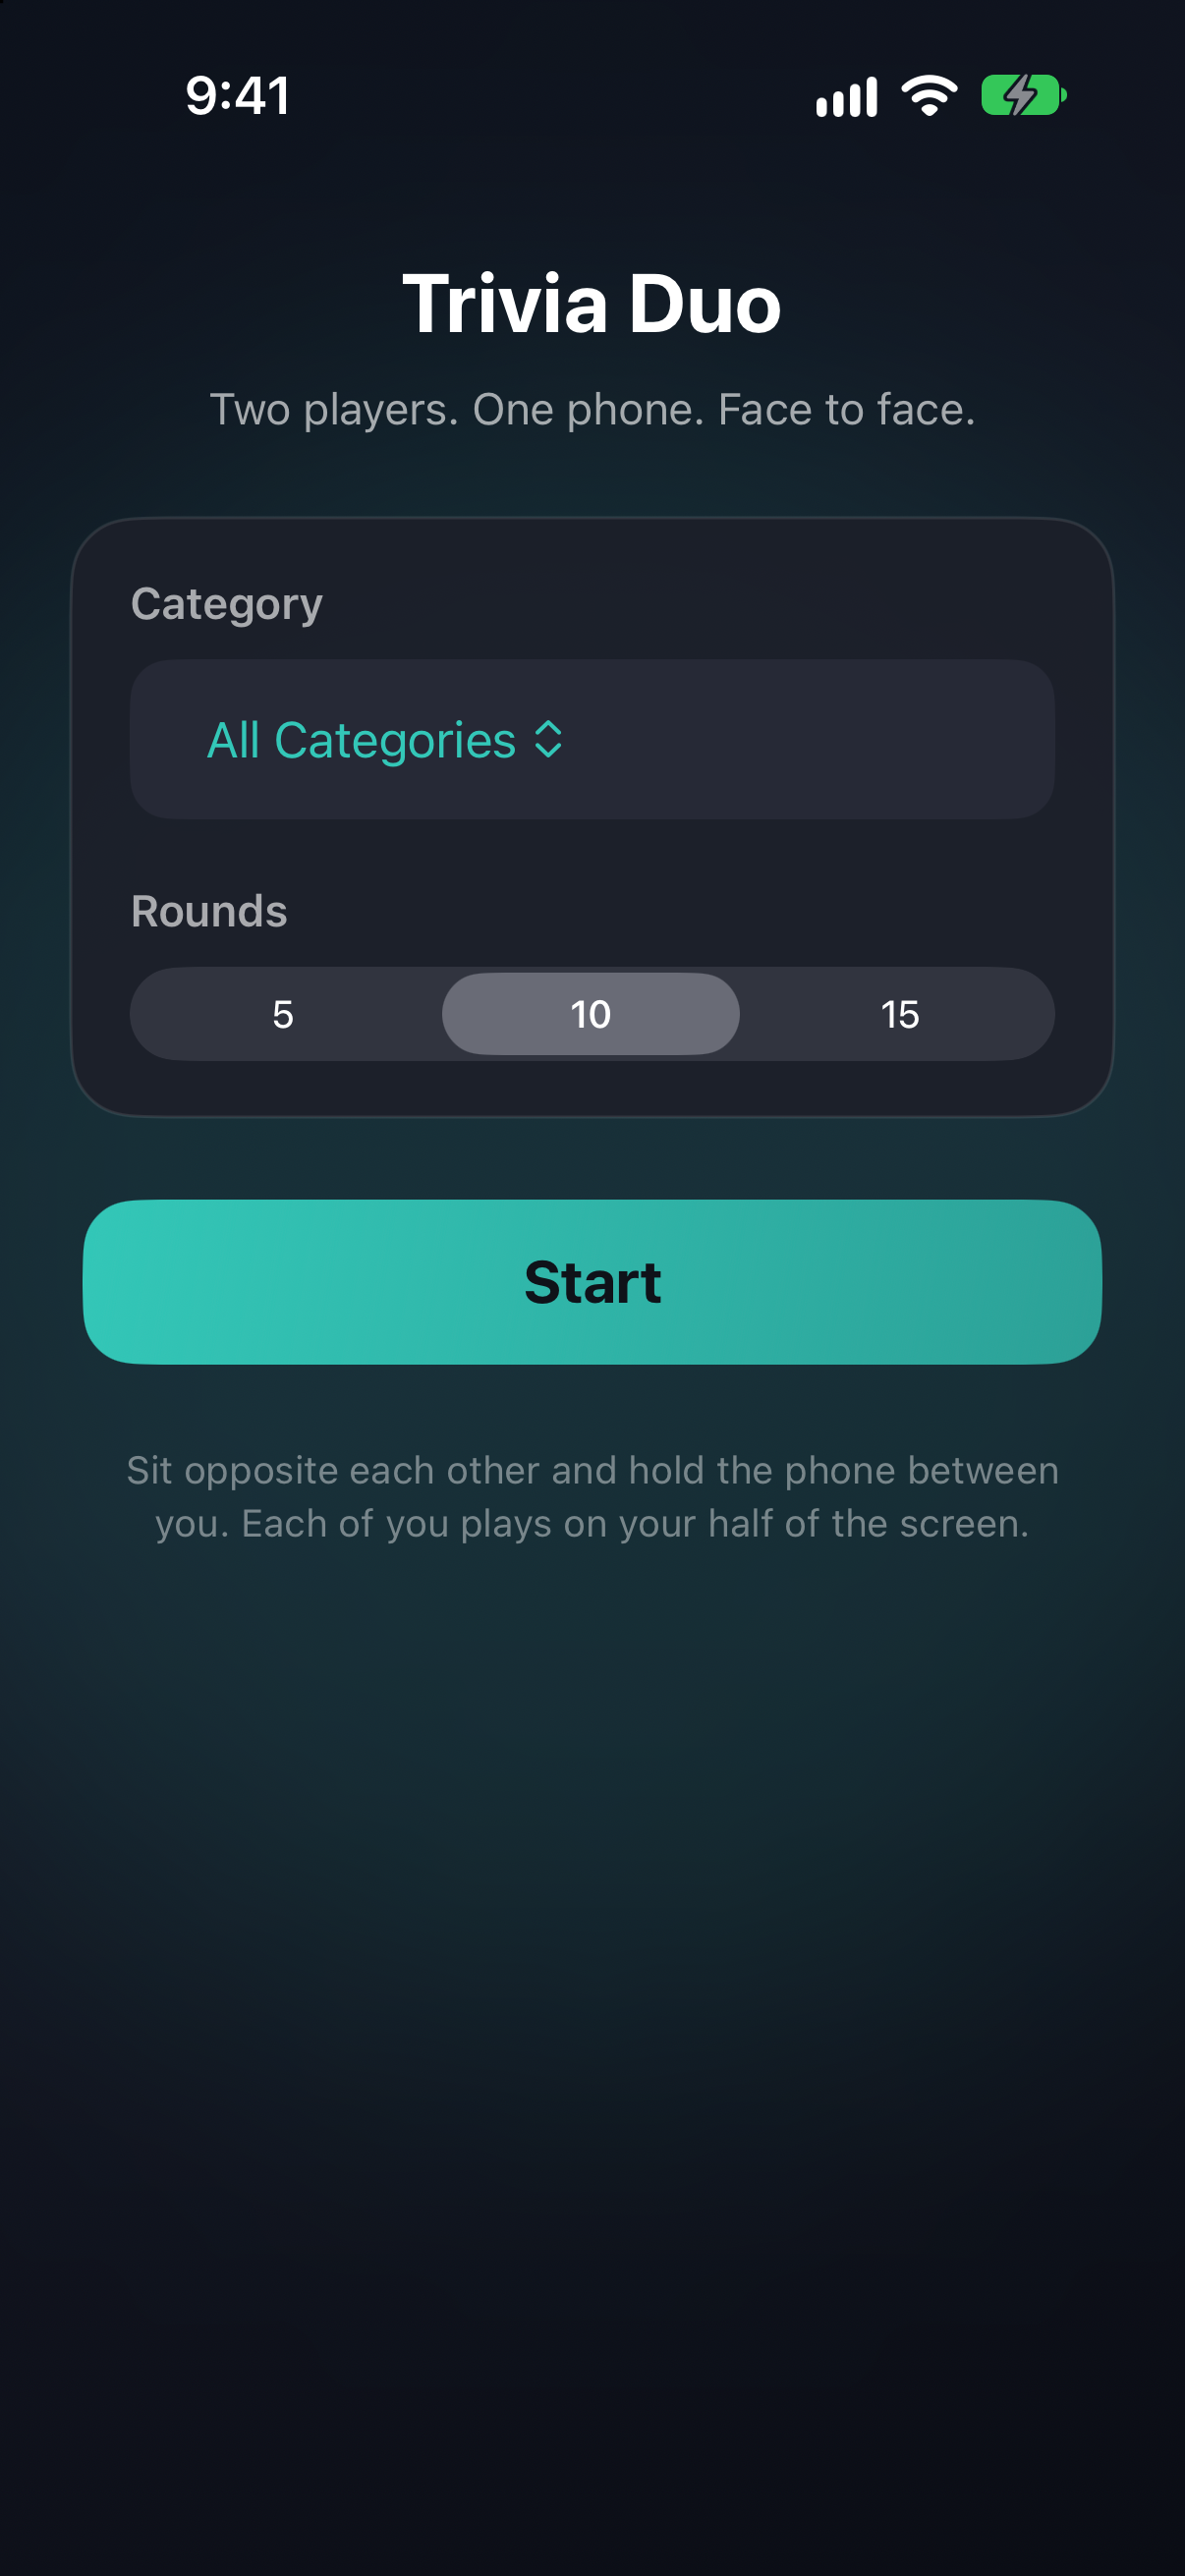 9:41
Trivia Duo
Two players. One phone. Face to face.
Category
All Categories
Rounds
5 10 15
Start
Sit opposite each other and hold the phone between
you. Each of you plays on your half of the screen.